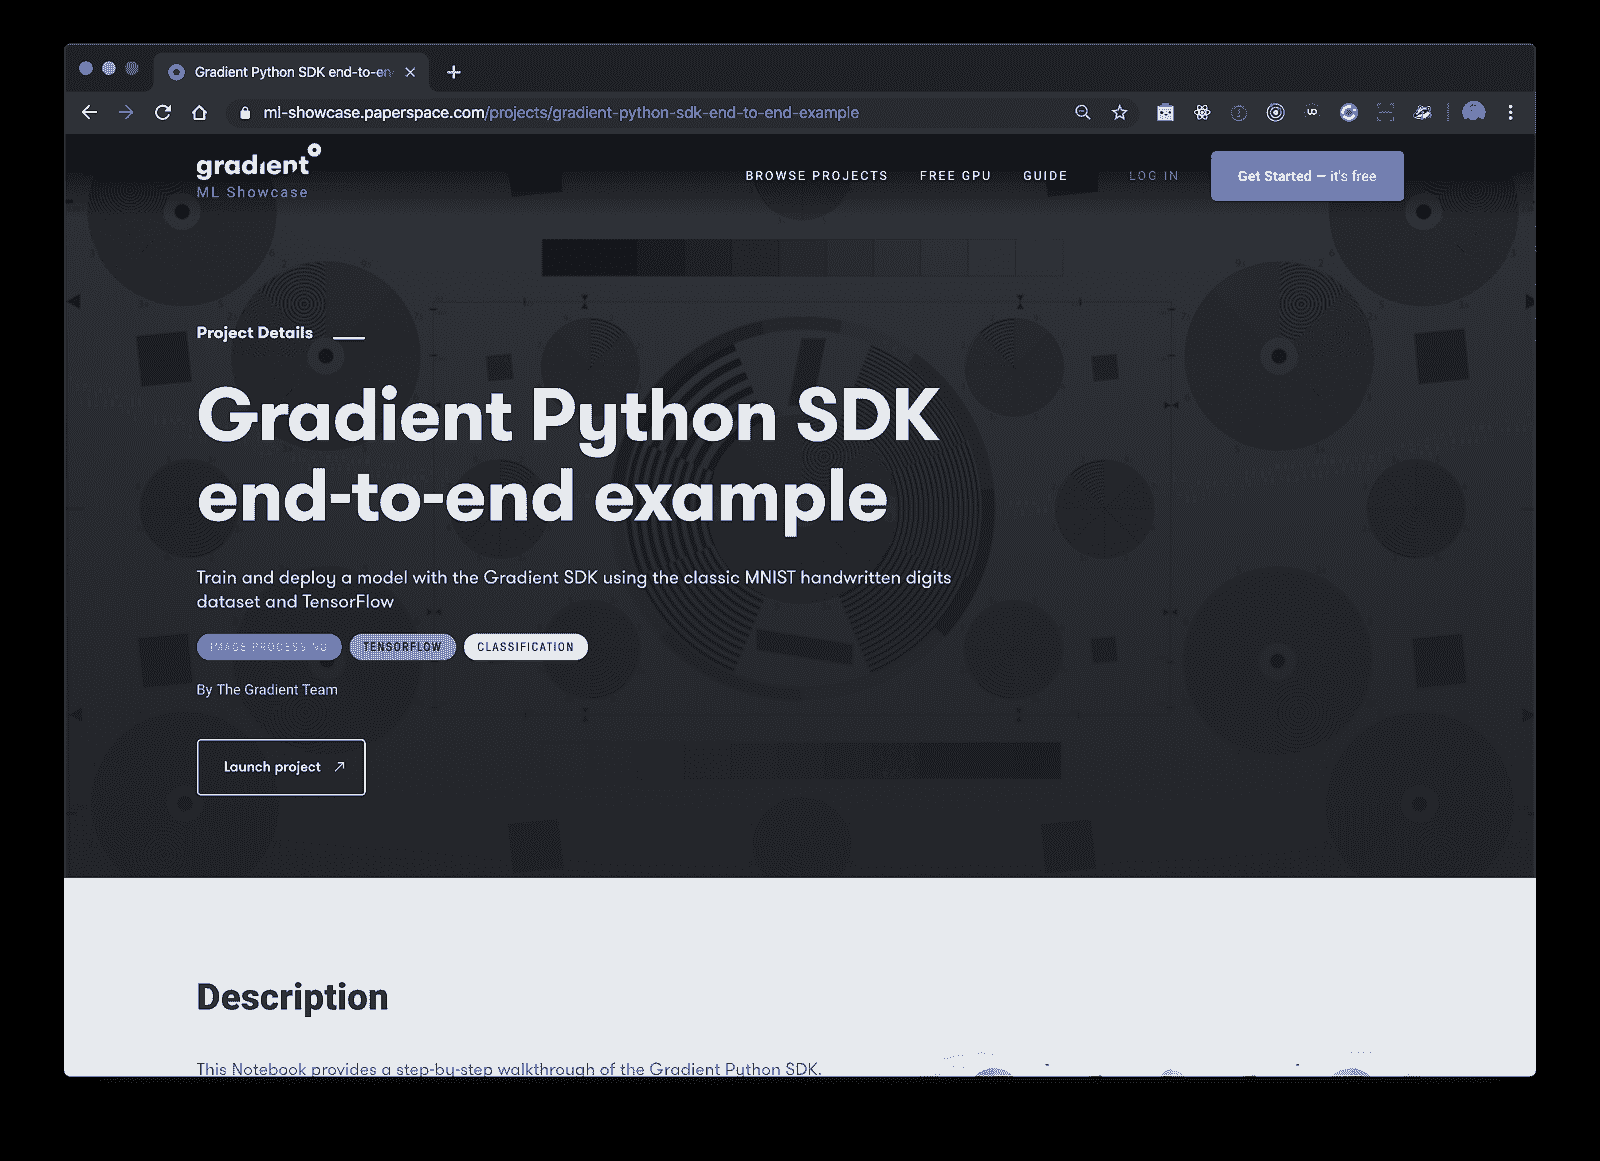 Gradient Python SDK end-to-en
ml-showcase.paperspace.com/projects/gradient-python-sdk-end-to-end-example
gradient
ML Showcase
BROWSE PROJECTS
FREE GPU
GUIDE
LOG IN
Get Started — it's free
Project Details
Gradient Python SDK
end-to-end example
Train and deploy a model with the Gradient SDK using the classic MNIST handwritten digits
dataset and TensorFlow
IMAGE PROCESSING
TENSORFLOW
CLASSIFICATION
By The Gradient Team
Launch project
Description
This Notebook provides a step-by-step walkthrough of the Gradient Python SDK.